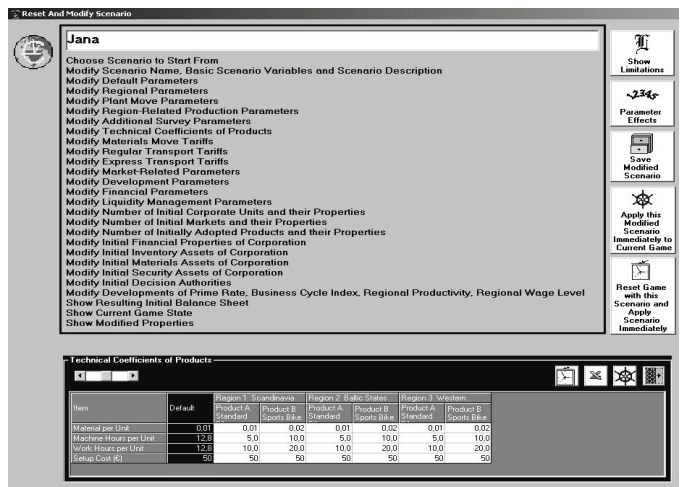 Reset And Modify Scenario
Jana
Choose Scenario to Start From
Modify Scenario Name, Basic Scenario Variables and Scenario Description
Modify Default Parameters
Modify Regional Parameters
Modify Plant Move Parameters
Modify Region-Related Production Parameters
Modify Additional Survey Parameters
Modify Technical Coefficients of Products
Modify Materials Move Tariffs
Modify Regular Transport Tariffs
Modify Express Transport Tariffs
Modify Market-Related Parameters
Modify Development Parameters
Modify Financial Parameters
Modify Liquidity Management Parameters
Modify Number of Initial Corporate Units and their Properties
Modify Number of Initial Markets and their Properties
Modify Number of Initially Adopted Products and their Properties
Modify Initial Financial Properties of Corporation
Modify Initial Inventory Assets of Corporation
Modify Initial Materials Assets of Corporation
Modify Initial Security Assets of Corporation
Modify Initial Decision Authorities
Modify Developments of Prime Rate, Business Cycle Index, Regional Productivity, Regional Wage Level
Show Resulting Initial Balance Sheet
Show Current Game State
Show Modified Properties
Show
Limitations
2345
Parameter
Effects
Save
Modified
Scenario
Apply this
Modified
Scenario
Immediately to
Current Game
Reset Game
with this
Scenario and
Apply
Scenario
Immediately
Technical Coefficients of Products
Region 1 Scandinavia Region 2 Baltic States Region 3 Western
Item Default Product A Product B Product A Product B Product A Product B
Standard Sports Bike Standard Sports Bike Standard Sports Bike
Material per Unit 0,01 0,01 0,02 0,01 0,02 0,01 0,02
Machine Hours per Unit 12,8 5,0 10,0 5,0 10,0 5,0 10,0
Work Hours per Unit 12,8 10,0 20,0 10,0 20,0 10,0 20,0
Setup Cost (€) 50 50 50 50 50 50 50